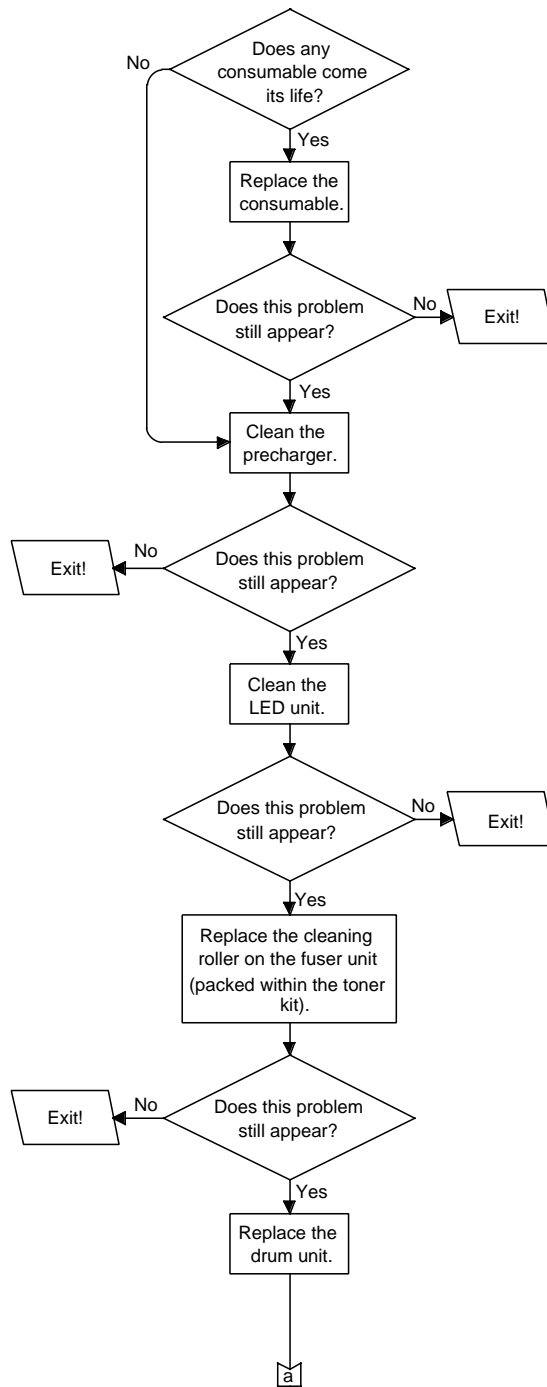 Does any
consumable come
its life?
No
Yes
Replace the
consumable.
Does this problem
still appear?
No
Exit!
Yes
Clean the
precharger.
Does this problem
still appear?
No
Exit!
Yes
Clean the
LED unit.
Does this problem
still appear?
No
Exit!
Yes
Replace the cleaning
roller on the fuser unit
(packed within the toner
kit).
Does this problem
still appear?
No
Exit!
Yes
Replace the
drum unit.
a